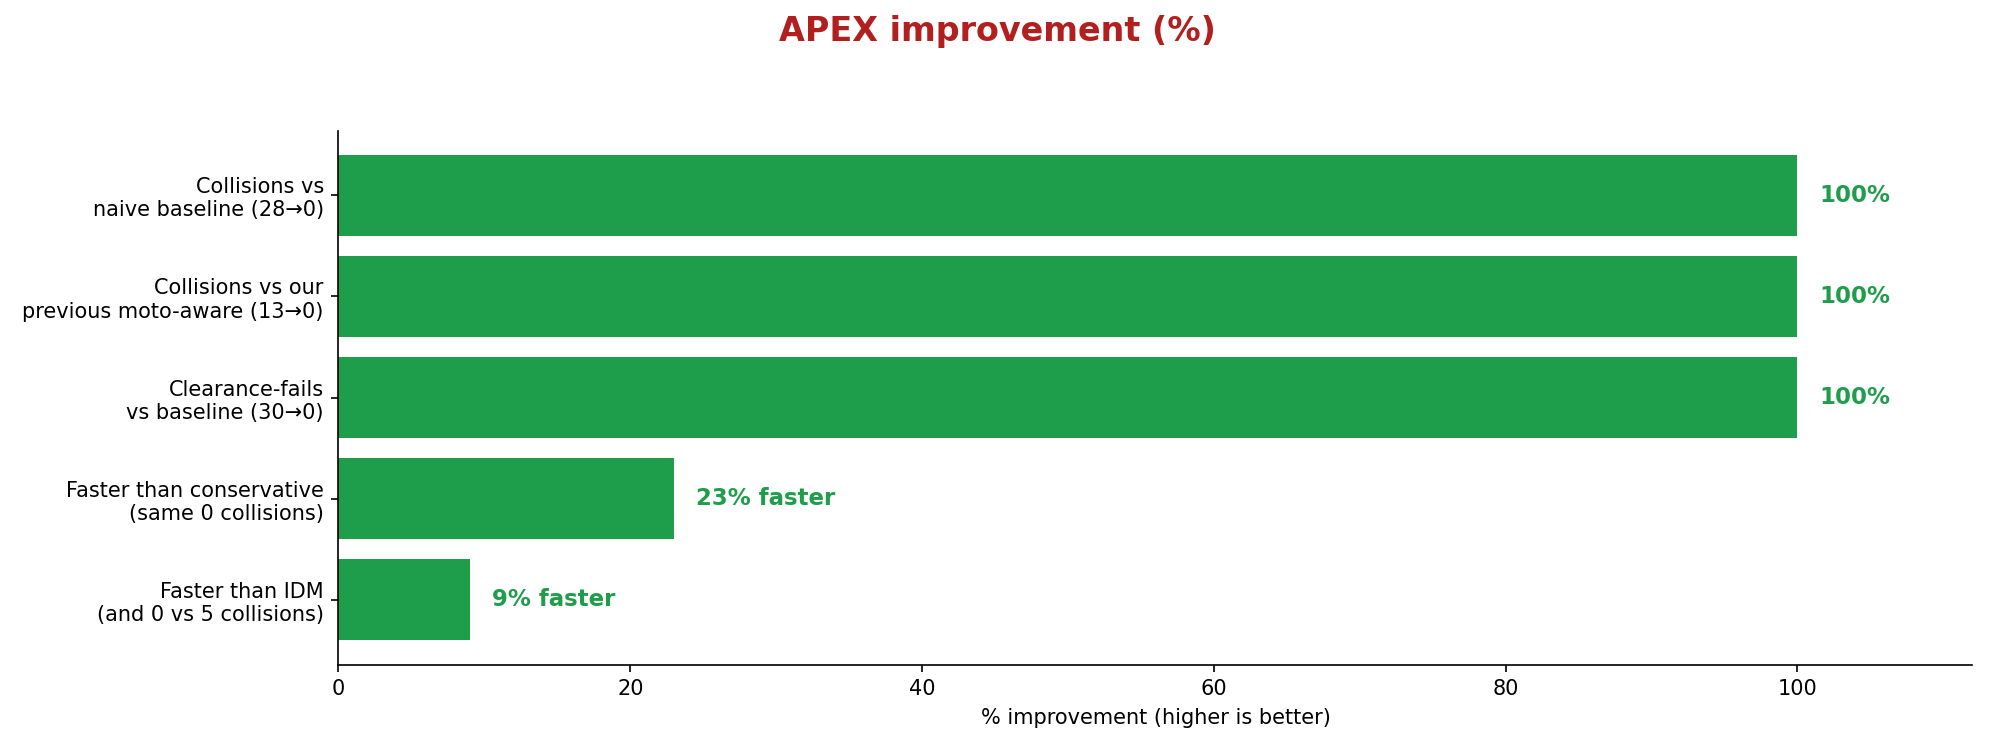 APEX improvement (%)
Collisions vs
naive baseline (28→0)
100%
Collisions vs our
previous moto-aware (13→0)
100%
Clearance-fails
vs baseline (30→0)
100%
Faster than conservative
(same 0 collisions)
23% faster
Faster than IDM
(and 0 vs 5 collisions)
9% faster
0 20 40 60 80 100
% improvement (higher is better)